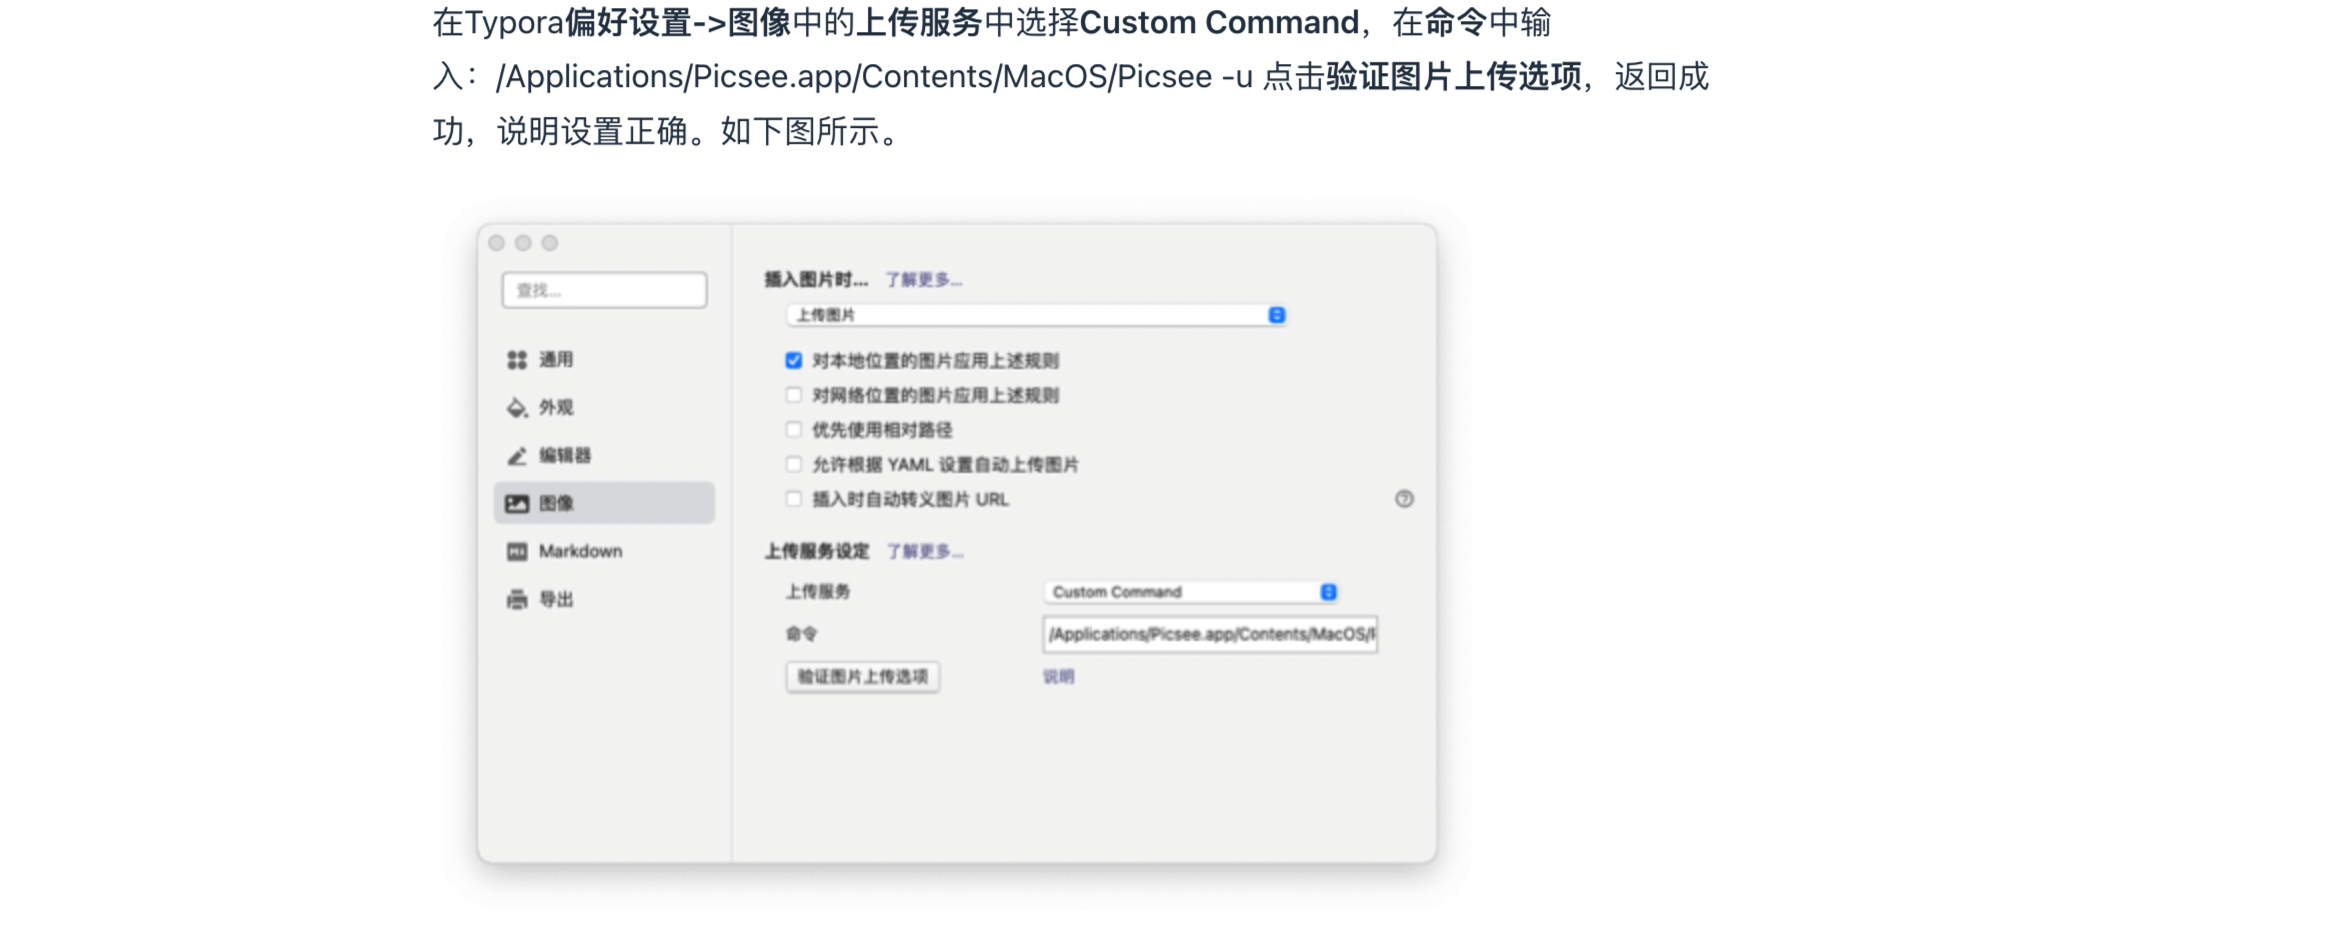 在Typora偏好设置->图像中的上传服务中选择Custom Command，在命令中输
入：/Applications/Picsee.app/Contents/MacOS/Picsee -u 点击验证图片上传选项，返回成
功，说明设置正确。如下图所示。
查找...
通用
外观
编辑器
图像
Markdown
导出
插入图片时... 了解更多...
上传图片
对本地位置的图片应用上述规则
对网络位置的图片应用上述规则
优先使用相对路径
允许根据 YAML 设置自动上传图片
插入时自动转义图片 URL
上传服务设定 了解更多...
上传服务 Custom Command
命令 /Applications/Picsee.app/Contents/MacOS/
验证图片上传选项 说明